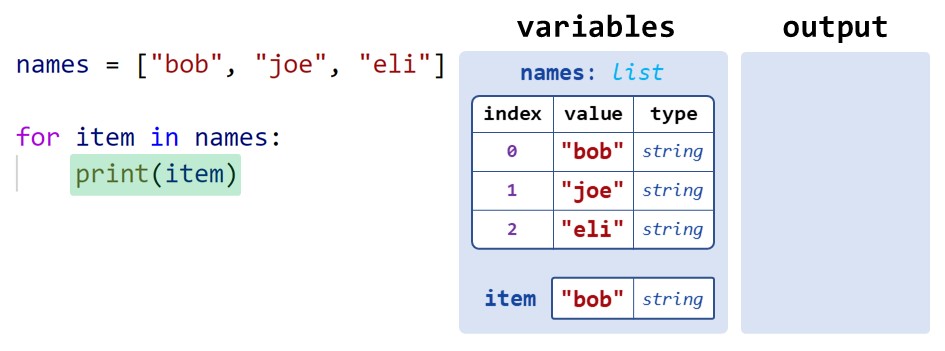 variables output
names = ["bob", "joe", "eli"]
names: list
index value type
for item in names:
0 "bob" string
print(item)
1 "joe" string
2 "eli" string
item "bob" string